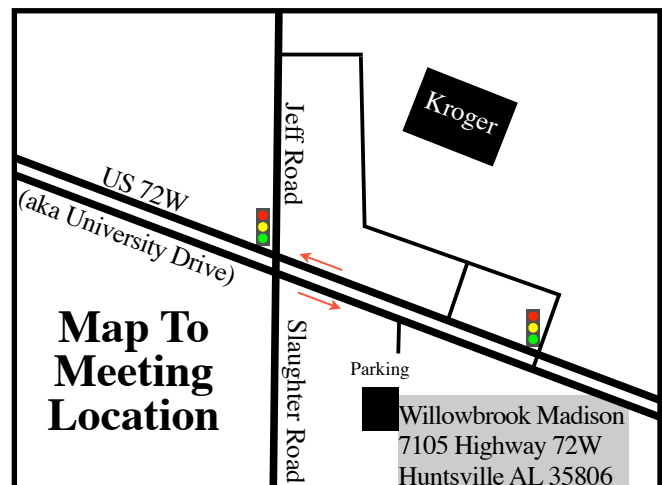 Kroger
Jeff Road
US 72W
(aka University Drive)
Map To
Meeting
Location
Slaughter Road
Parking
Willowbrook Madison
7105 Highway 72W
Huntsville AL 35806